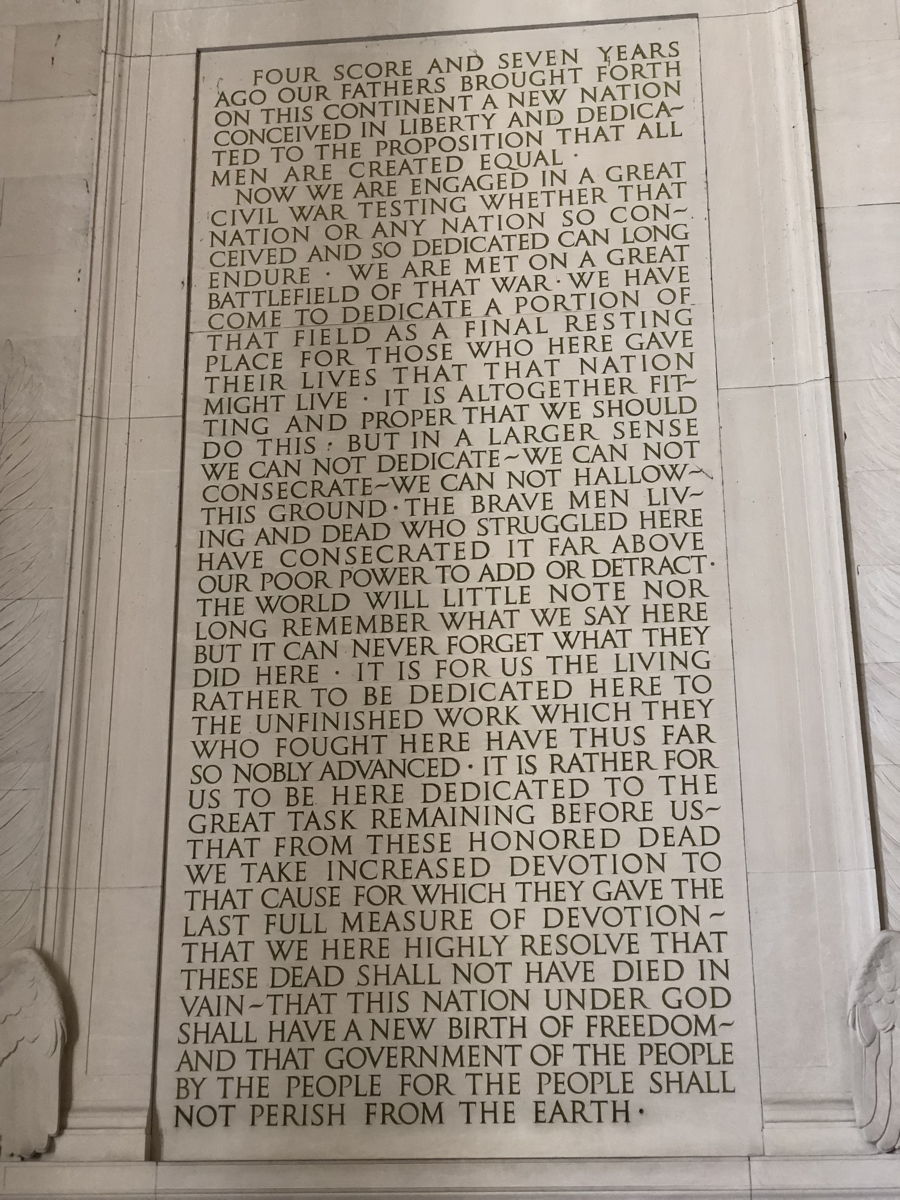 FOUR SCORE AND SEVEN YEARS
AGO OUR FATHERS BROUGHT FORTH
ON THIS CONTINENT A NEW NATION
CONCEIVED IN LIBERTY AND DEDICA~
TED TO THE PROPOSITION THAT ALL
MEN ARE CREATED EQUAL ·
NOW WE ARE ENGAGED IN A GREAT
CIVIL WAR TESTING WHETHER THAT
NATION OR ANY NATION SO CON~
CEIVED AND SO DEDICATED CAN LONG
ENDURE · WE ARE MET ON A GREAT
BATTLEFIELD OF THAT WAR · WE HAVE
COME TO DEDICATE A PORTION OF
THAT FIELD AS A FINAL RESTING
PLACE FOR THOSE WHO HERE GAVE
THEIR LIVES THAT THAT NATION
MIGHT LIVE · IT IS ALTOGETHER FIT~
TING AND PROPER THAT WE SHOULD
DO THIS · BUT IN A LARGER SENSE
WE CAN NOT DEDICATE~WE CAN NOT
CONSECRATE~WE CAN NOT HALLOW~
THIS GROUND · THE BRAVE MEN LIV~
ING AND DEAD WHO STRUGGLED HERE
HAVE CONSECRATED IT FAR ABOVE
OUR POOR POWER TO ADD OR DETRACT ·
THE WORLD WILL LITTLE NOTE NOR
LONG REMEMBER WHAT WE SAY HERE
BUT IT CAN NEVER FORGET WHAT THEY
DID HERE · IT IS FOR US THE LIVING
RATHER TO BE DEDICATED HERE TO
THE UNFINISHED WORK WHICH THEY
WHO FOUGHT HERE HAVE THUS FAR
SO NOBLY ADVANCED · IT IS RATHER FOR
US TO BE HERE DEDICATED TO THE
GREAT TASK REMAINING BEFORE US~
THAT FROM THESE HONORED DEAD
WE TAKE INCREASED DEVOTION TO
THAT CAUSE FOR WHICH THEY GAVE THE
LAST FULL MEASURE OF DEVOTION ~
THAT WE HERE HIGHLY RESOLVE THAT
THESE DEAD SHALL NOT HAVE DIED IN
VAIN~THAT THIS NATION UNDER GOD
SHALL HAVE A NEW BIRTH OF FREEDOM~
AND THAT GOVERNMENT OF THE PEOPLE
BY THE PEOPLE FOR THE PEOPLE SHALL
NOT PERISH FROM THE EARTH ·